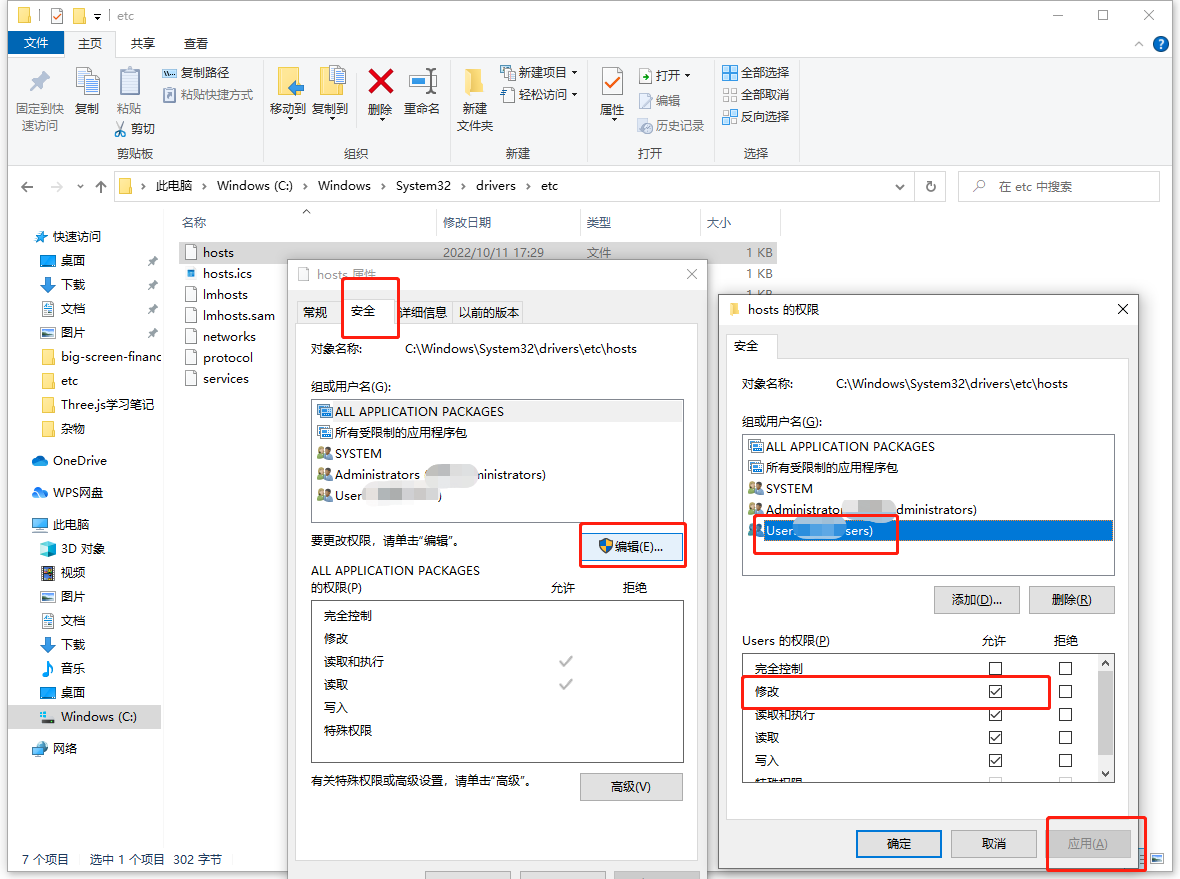 etc
文件 主页 共享 查看
固定到快速访问
复制
粘贴
复制路径
粘贴快捷方式
剪切
剪贴板
移动到 复制到 删除 重命名
组织
新建文件夹
新建项目
轻松访问
新建
属性
打开
编辑
历史记录
打开
全部选择
全部取消
反向选择
选择
此电脑 Windows (C:) Windows System32 drivers etc
在 etc 中搜索
名称 修改日期 类型 大小
hosts 2022/10/11 17:29 文件 1 KB
hosts.ics 1 KB
lmhosts
lmhosts.sam
networks
protocol
services
快速访问
桌面
下载
文档
图片
big-screen-financ
etc
Three.js学习笔记
杂物
OneDrive
WPS网盘
此电脑
3D 对象
视频
图片
文档
下载
音乐
桌面
Windows (C:)
网络
7 个项目 选中 1 个项目 302 字节
hosts 属性
常规 安全 详细信息 以前的版本
对象名称: C:\Windows\System32\drivers\etc\hosts
组或用户名(G):
ALL APPLICATION PACKAGES
所有受限制的应用程序包
SYSTEM
Administrators ministrators)
User )
要更改权限，请单击"编辑"。
编辑(E)...
ALL APPLICATION PACKAGES
的权限(P) 允许 拒绝
完全控制
修改
读取和执行
读取
写入
特殊权限
有关特殊权限或高级设置，请单击"高级"。
高级(V)
hosts 的权限
安全
对象名称: C:\Windows\System32\drivers\etc\hosts
组或用户名(G):
ALL APPLICATION PACKAGES
所有受限制的应用程序包
SYSTEM
Administrator dministrators)
User sers)
添加(D)... 删除(R)
Users 的权限(P) 允许 拒绝
完全控制
修改
读取和执行
读取
写入
特殊权限
确定 取消 应用(A)